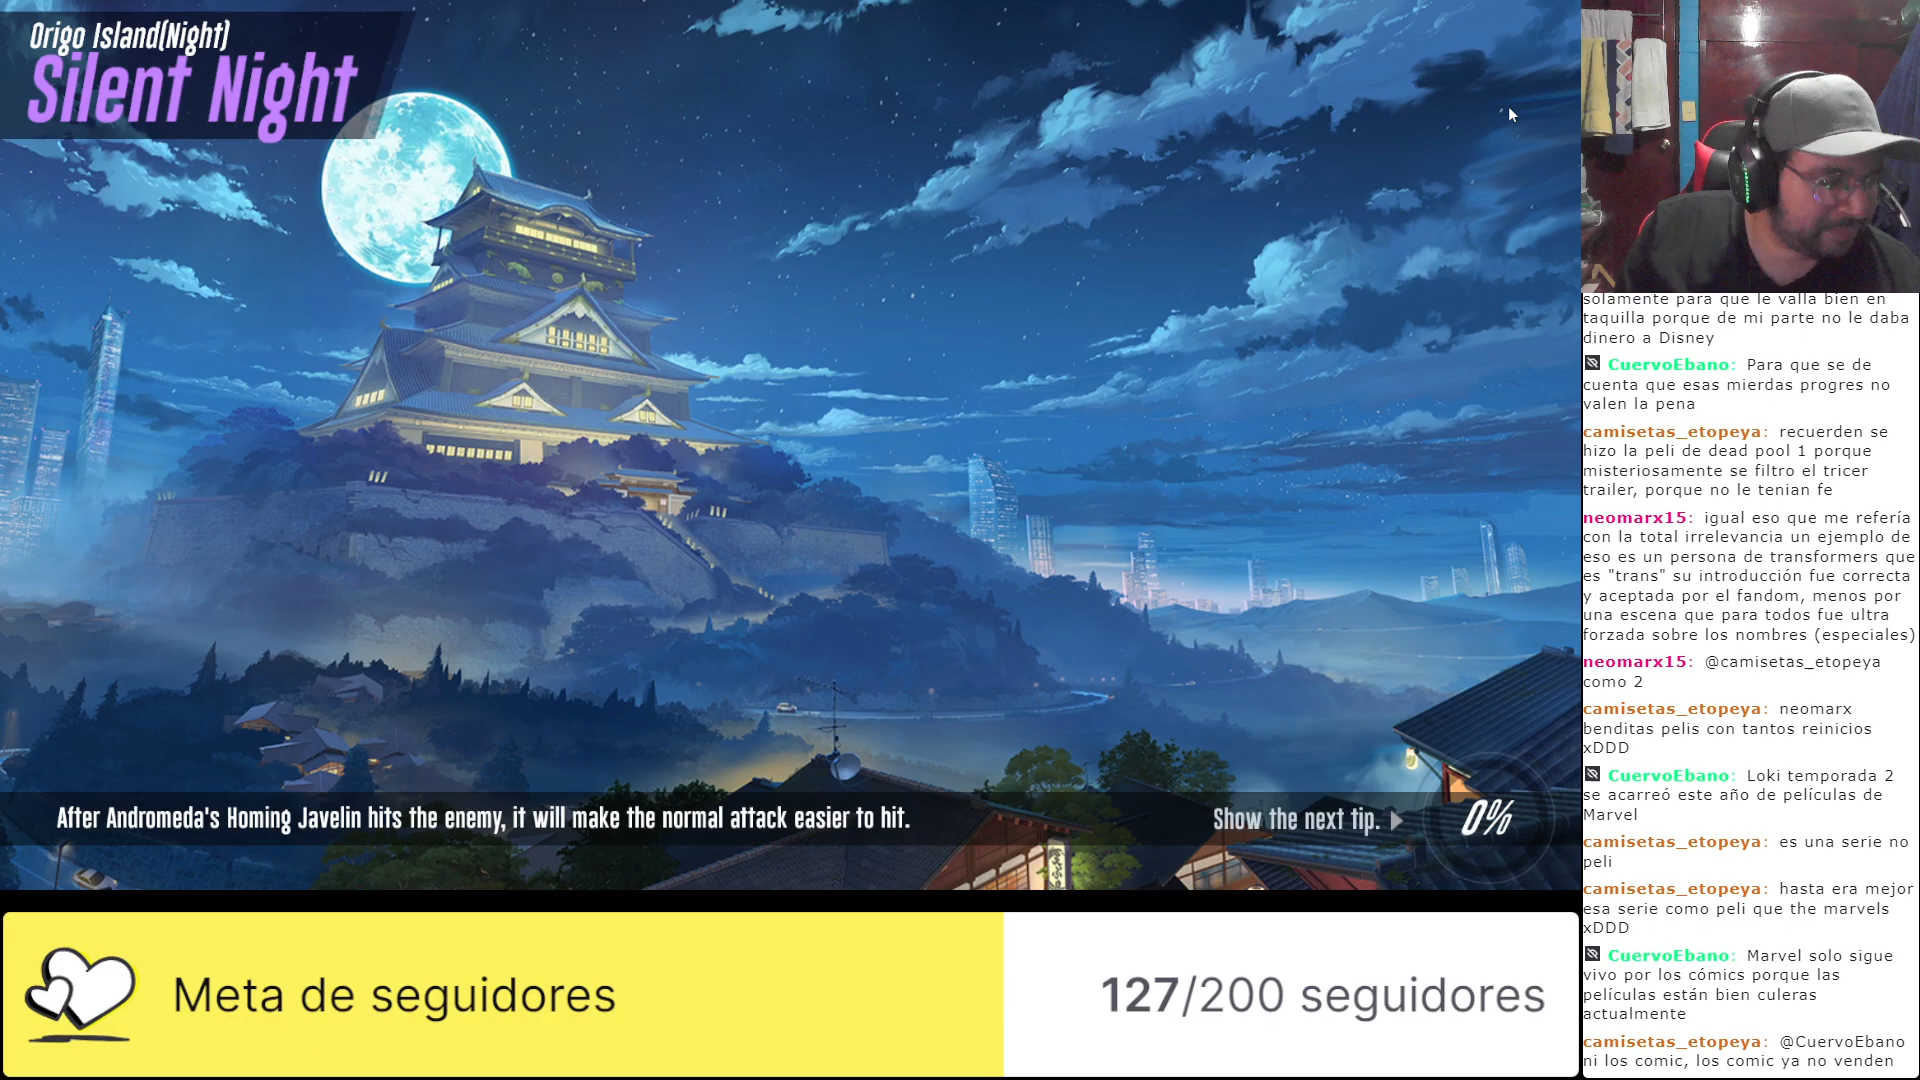 Origo Island(Night)
Silent Night
After Andromeda's Homing Javelin hits the enemy, it will make the normal attack easier to hit.
Show the next tip.
0%
Meta de seguidores
127/200 seguidores
solamente para que le valla bien en
taquilla porque de mi parte no le daba
dinero a Disney
CuervoEbano: Para que se de
cuenta que esas mierdas progres no
valen la pena
camisetas_etopeya: recuerden se
hizo la peli de dead pool 1 porque
misteriosamente se filtro el tricer
trailer, porque no le tenian fe
neomarx15: igual eso que me refería
con la total irrelevancia un ejemplo de
eso es un persona de transformers que
es "trans" su introducción fue correcta
y aceptada por el fandom, menos por
una escena que para todos fue ultra
forzada sobre los nombres (especiales)
neomarx15: @camisetas_etopeya
como 2
camisetas_etopeya: neomarx
benditas pelis con tantos reinicios
xDDD
CuervoEbano: Loki temporada 2
se acarreó este año de películas de
Marvel
camisetas_etopeya: es una serie no
peli
camisetas_etopeya: hasta era mejor
esa serie como peli que the marvels
xDDD
CuervoEbano: Marvel solo sigue
vivo por los cómics porque las
películas están bien culeras
actualmente
camisetas_etopeya: @CuervoEbano
ni los comic, los comic ya no venden